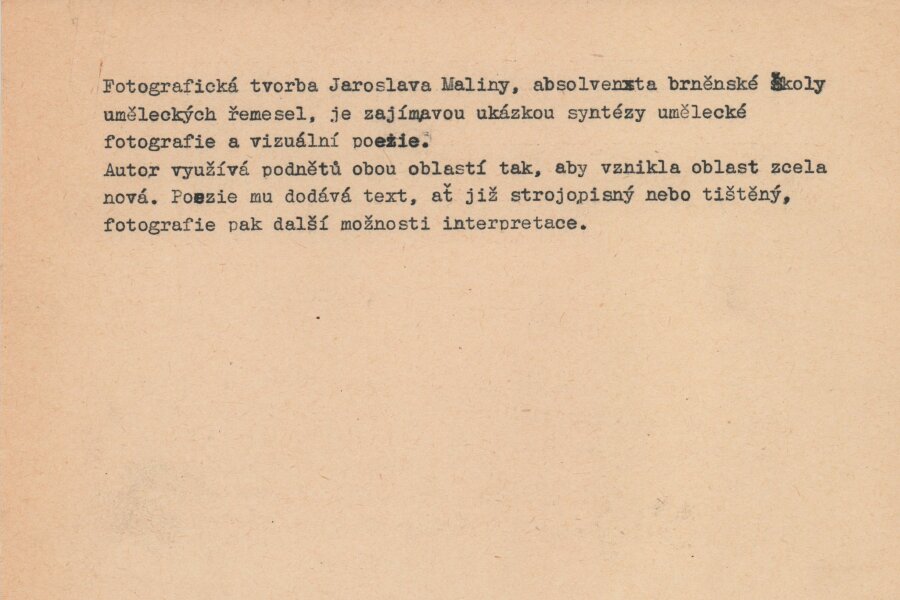 Fotografická tvorba Jaroslava Maliny, absolvenxta brněnské Školy
uměleckých řemesel, je zajímavou ukázkou syntézy umělecké
fotografie a vizuální poezie.
Autor využívá podnětů obou oblastí tak, aby vznikla oblast zcela
nová. Poezie mu dodává text, ať již strojopisný nebo tištěný,
fotografie pak další možnosti interpretace.